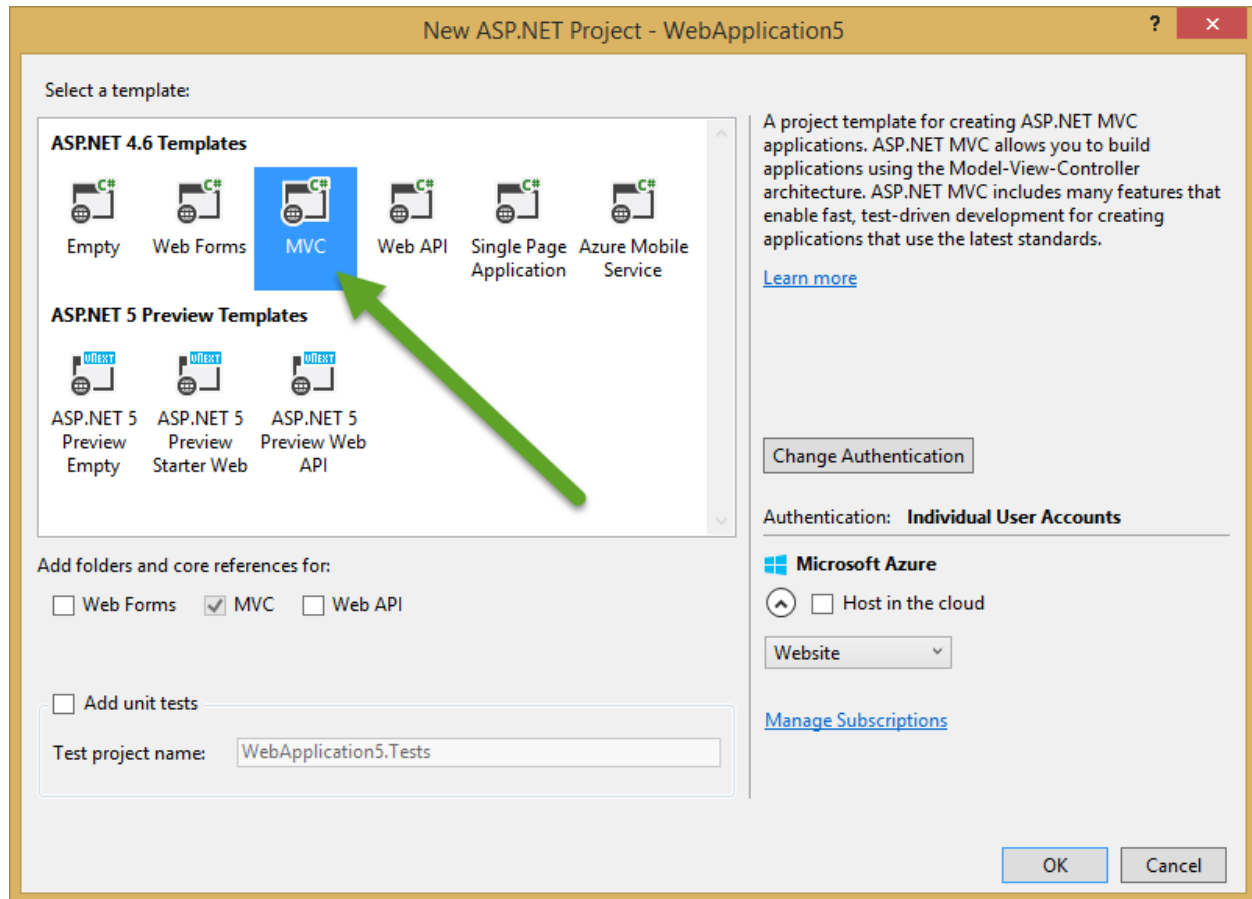 New ASP.NET Project - WebApplication5
?
Select a template:
ASP.NET 4.6 Templates
C# C# C# C# C# C#
Empty Web Forms MVC Web API Single Page Azure Mobile
Application Service
ASP.NET 5 Preview Templates
vNEXT vNEXT vNEXT
ASP.NET 5 ASP.NET 5 ASP.NET 5
Preview Preview Preview Web
Empty Starter Web API
A project template for creating ASP.NET MVC
applications. ASP.NET MVC allows you to build
applications using the Model-View-Controller
architecture. ASP.NET MVC includes many features that
enable fast, test-driven development for creating
applications that use the latest standards.
Learn more
Change Authentication
Authentication: Individual User Accounts
Microsoft Azure
Host in the cloud
Website
Manage Subscriptions
Add folders and core references for:
Web Forms MVC Web API
Add unit tests
Test project name: WebApplication5.Tests
OK Cancel